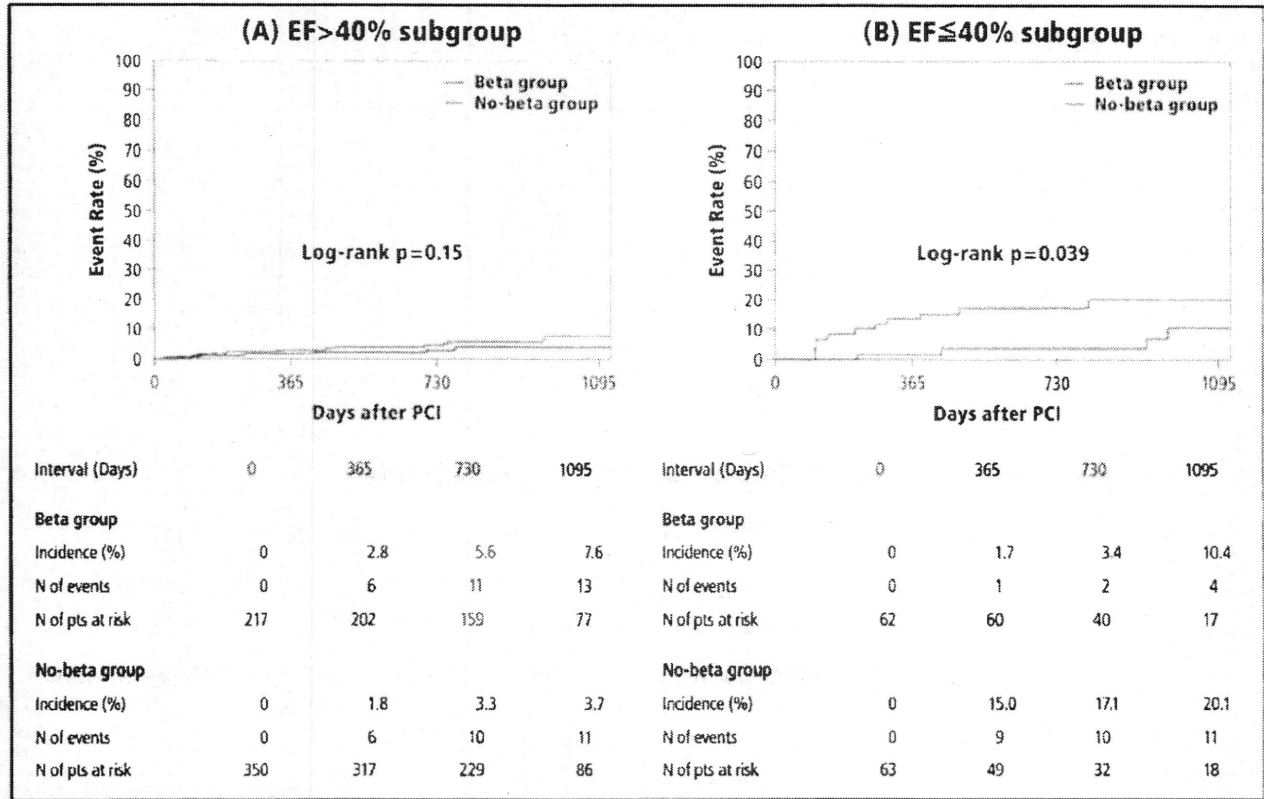 (A) EF>40% subgroup
100
90
80
70
60
50
40
30
20
10
0
Event Rate (%)
Beta group
No-beta group
Log-rank p=0.15
0 365 730 1095
Days after PCI
(B) EF≦40% subgroup
100
90
80
70
60
50
40
30
20
10
0
Event Rate (%)
Beta group
No-beta group
Log-rank p=0.039
0 365 730 1095
Days after PCI
Interval (Days) 0 365 730 1095
Beta group
Incidence (%) 0 2.8 5.6 7.6
N of events 0 6 11 13
N of pts at risk 217 202 159 77
No-beta group
Incidence (%) 0 1.8 3.3 3.7
N of events 0 6 10 11
N of pts at risk 350 317 229 86
Interval (Days) 0 365 730 1095
Beta group
Incidence (%) 0 1.7 3.4 10.4
N of events 0 1 2 4
N of pts at risk 62 60 40 17
No-beta group
Incidence (%) 0 15.0 17.1 20.1
N of events 0 9 10 11
N of pts at risk 63 49 32 18